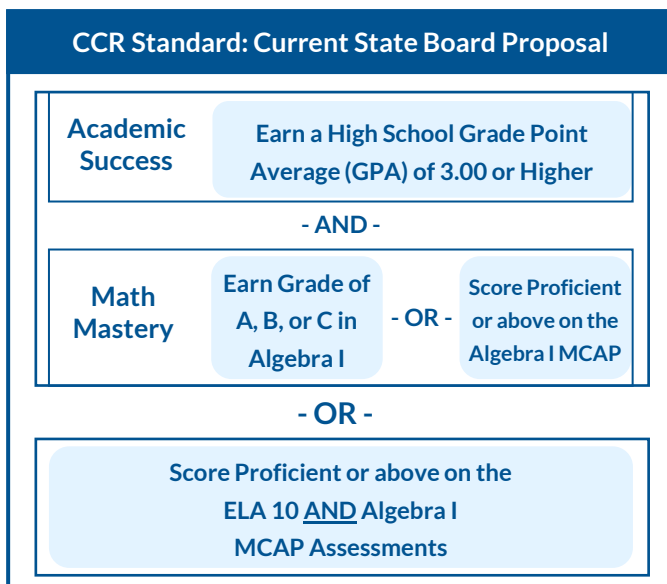 CCR Standard: Current State Board Proposal
Academic
Success
Earn a High School Grade Point
Average (GPA) of 3.00 or Higher
- AND -
Math
Mastery
Earn Grade of
A, B, or C in
Algebra I
- OR -
Score Proficient
or above on the
Algebra I MCAP
- OR -
Score Proficient or above on the
ELA 10 AND Algebra I
MCAP Assessments